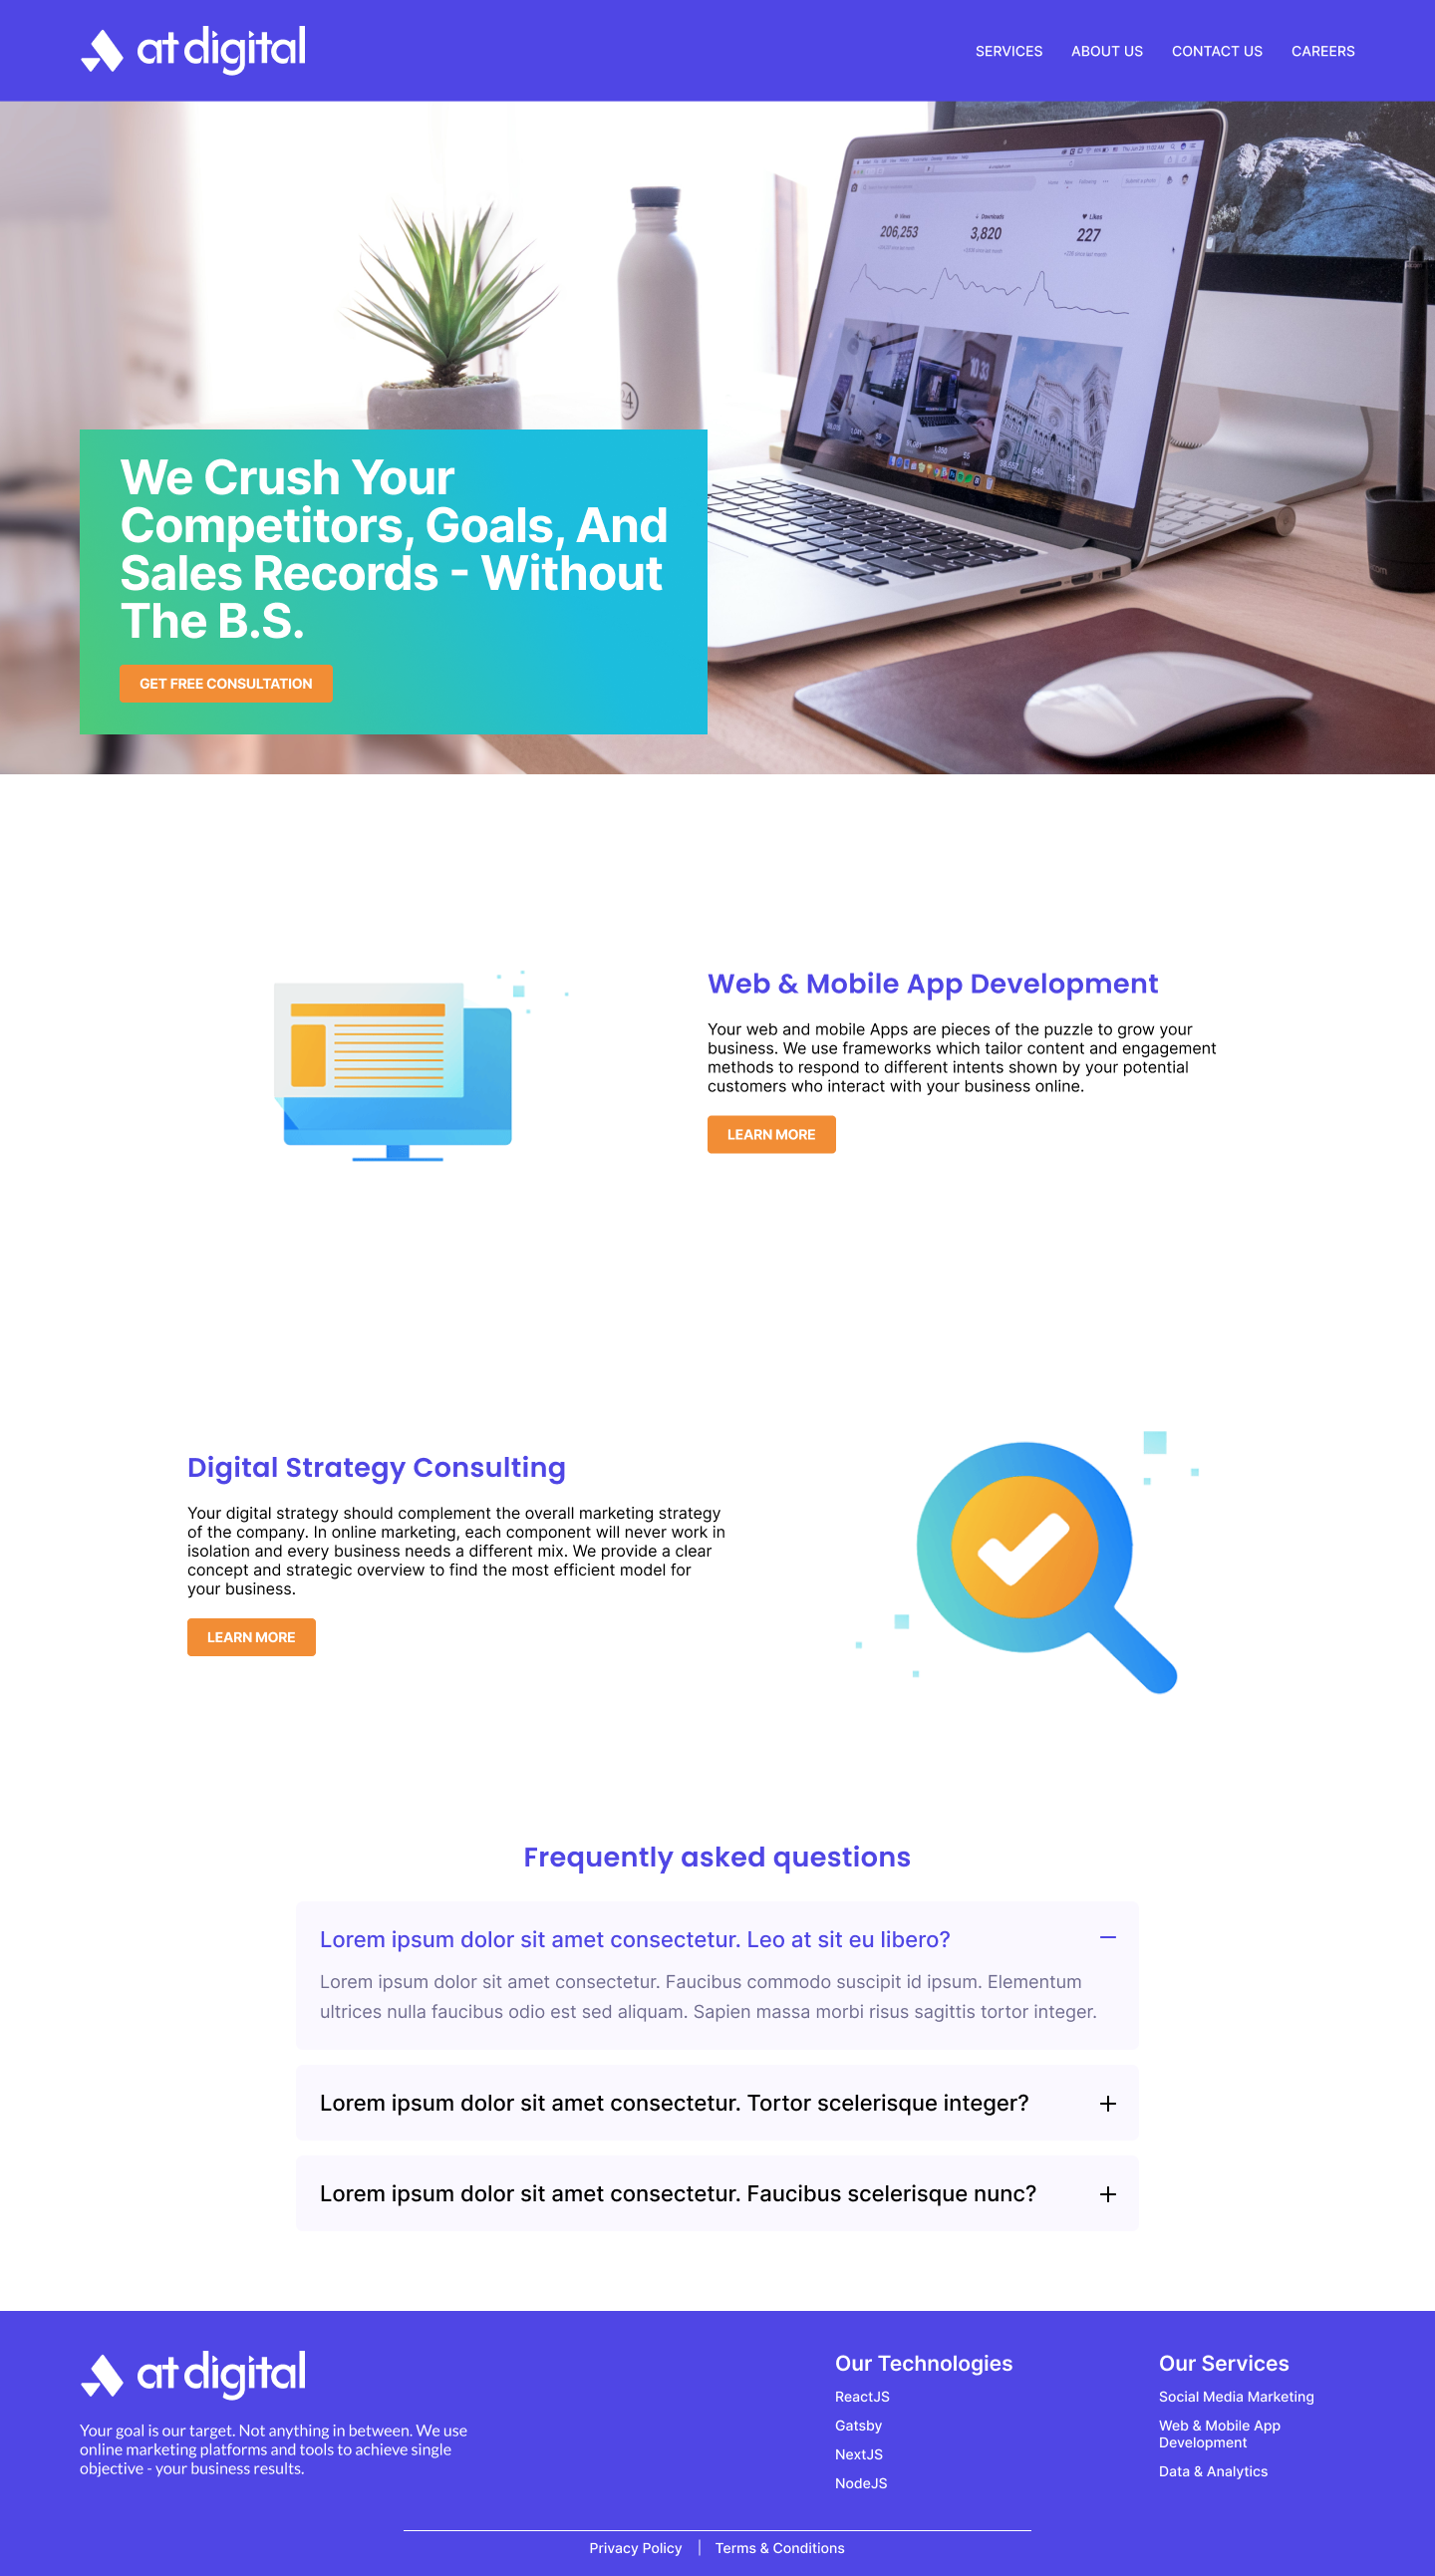 at digital
SERVICES ABOUT US CONTACT US CAREERS
Views Downloads Likes
206,253 3,820 227
We Crush Your
Competitors, Goals, And
Sales Records - Without
The B.S.
GET FREE CONSULTATION
Web & Mobile App Development
Your web and mobile Apps are pieces of the puzzle to grow your
business. We use frameworks which tailor content and engagement
methods to respond to different intents shown by your potential
customers who interact with your business online.
LEARN MORE
Digital Strategy Consulting
Your digital strategy should complement the overall marketing strategy
of the company. In online marketing, each component will never work in
isolation and every business needs a different mix. We provide a clear
concept and strategic overview to find the most efficient model for
your business.
LEARN MORE
Frequently asked questions
Lorem ipsum dolor sit amet consectetur. Leo at sit eu libero?
Lorem ipsum dolor sit amet consectetur. Faucibus commodo suscipit id ipsum. Elementum
ultrices nulla faucibus odio est sed aliquam. Sapien massa morbi risus sagittis tortor integer.
Lorem ipsum dolor sit amet consectetur. Tortor scelerisque integer?
Lorem ipsum dolor sit amet consectetur. Faucibus scelerisque nunc?
at digital
Your goal is our target. Not anything in between. We use
online marketing platforms and tools to achieve single
objective - your business results.
Our Technologies
ReactJS
Gatsby
NextJS
NodeJS
Our Services
Social Media Marketing
Web & Mobile App
Development
Data & Analytics
Privacy Policy | Terms & Conditions